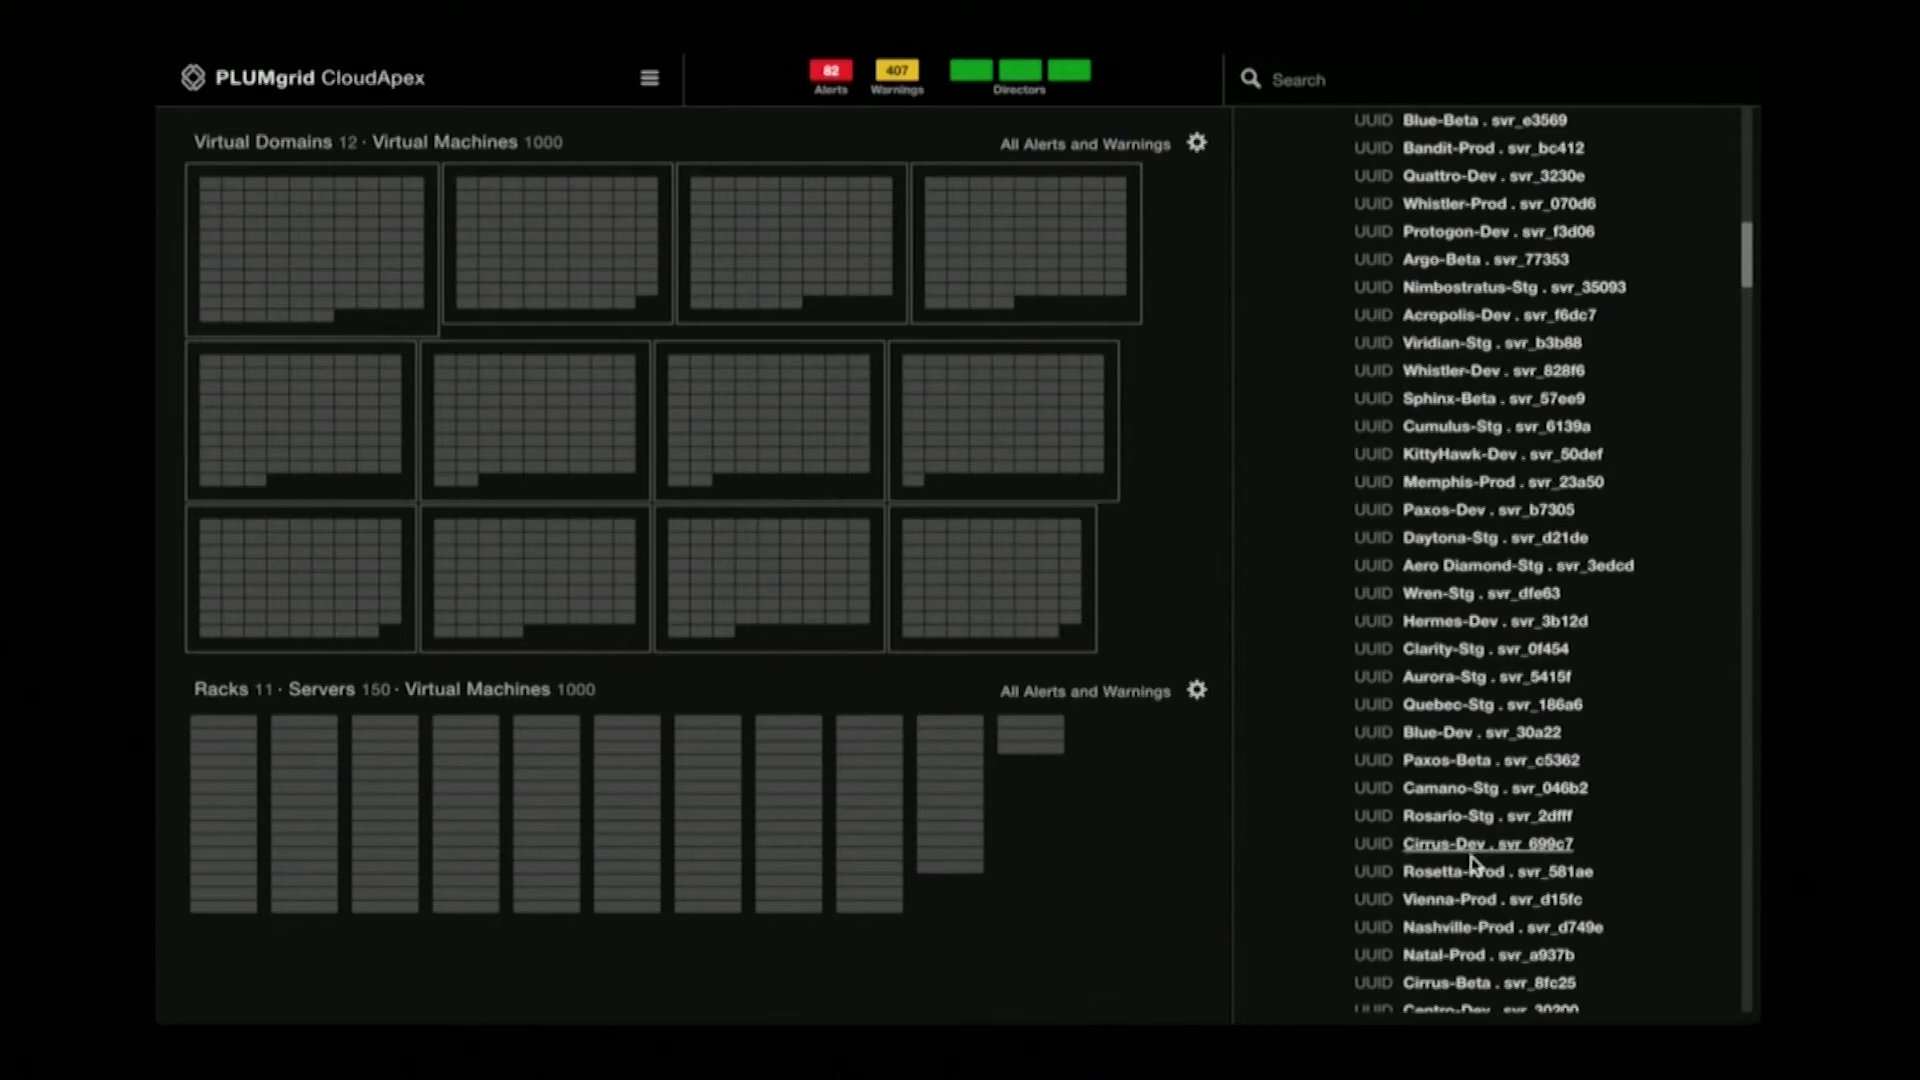 PLUMgrid CloudApex
82
Alerts
407
Warnings
Directors
Search
Virtual Domains 12 · Virtual Machines 1000
All Alerts and Warnings
Racks 11 · Servers 150 · Virtual Machines 1000
All Alerts and Warnings
UUID Blue-Beta . svr_e3569
UUID Bandit-Prod . svr_bc412
UUID Quattro-Dev . svr_3230e
UUID Whistler-Prod . svr_070d6
UUID Protogon-Dev . svr_f3d06
UUID Argo-Beta . svr_77353
UUID Nimbostratus-Stg . svr_35093
UUID Acropolis-Dev . svr_f6dc7
UUID Viridian-Stg . svr_b3b88
UUID Whistler-Dev . svr_828f6
UUID Sphinx-Beta . svr_57ee9
UUID Cumulus-Stg . svr_6139a
UUID KittyHawk-Dev . svr_50def
UUID Memphis-Prod . svr_23a50
UUID Paxos-Dev . svr_b7305
UUID Daytona-Stg . svr_d21de
UUID Aero Diamond-Stg . svr_3edcd
UUID Wren-Stg . svr_dfe63
UUID Hermes-Dev . svr_3b12d
UUID Clarity-Stg . svr_0f454
UUID Aurora-Stg . svr_5415f
UUID Quebec-Stg . svr_186a6
UUID Blue-Dev . svr_30a22
UUID Paxos-Beta . svr_c5362
UUID Camano-Stg . svr_046b2
UUID Rosario-Stg . svr_2dfff
UUID Cirrus-Dev . svr_699c7
UUID Rosetta-Prod . svr_581ae
UUID Vienna-Prod . svr_d15fc
UUID Nashville-Prod . svr_d749e
UUID Natal-Prod . svr_a937b
UUID Cirrus-Beta . svr_8fc25
UUID